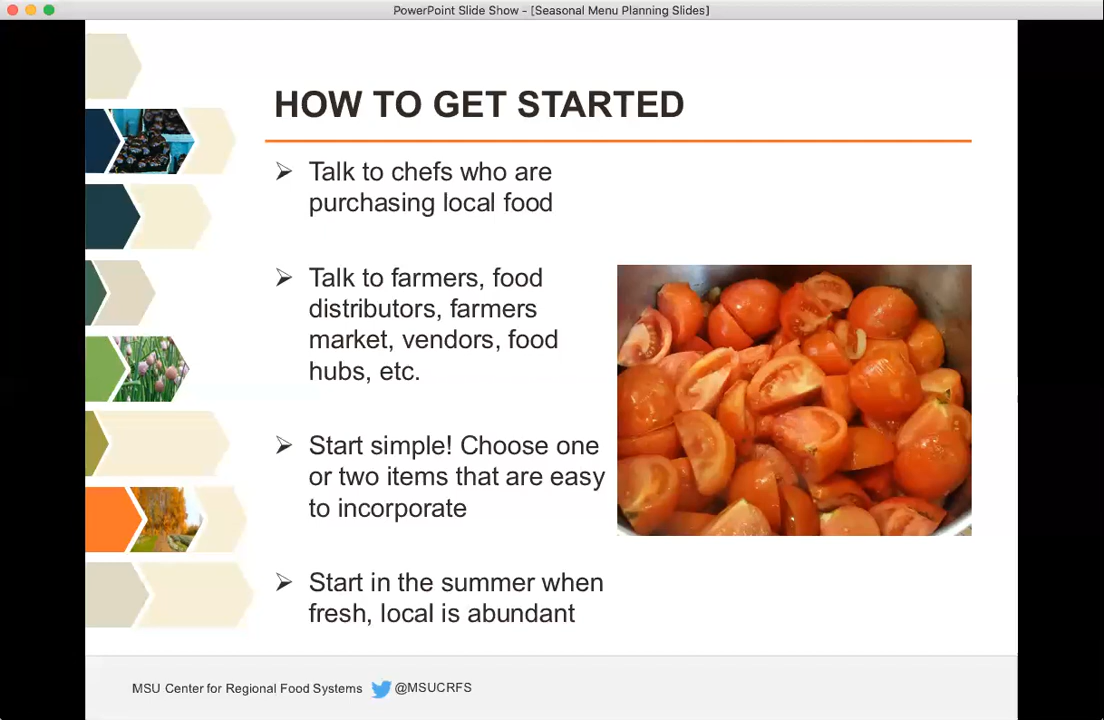 PowerPoint Slide Show - [Seasonal Menu Planning Slides]
HOW TO GET STARTED
➢ Talk to chefs who are
purchasing local food
➢ Talk to farmers, food
distributors, farmers
market, vendors, food
hubs, etc.
➢ Start simple! Choose one
or two items that are easy
to incorporate
➢ Start in the summer when
fresh, local is abundant
MSU Center for Regional Food Systems @MSUCRFS